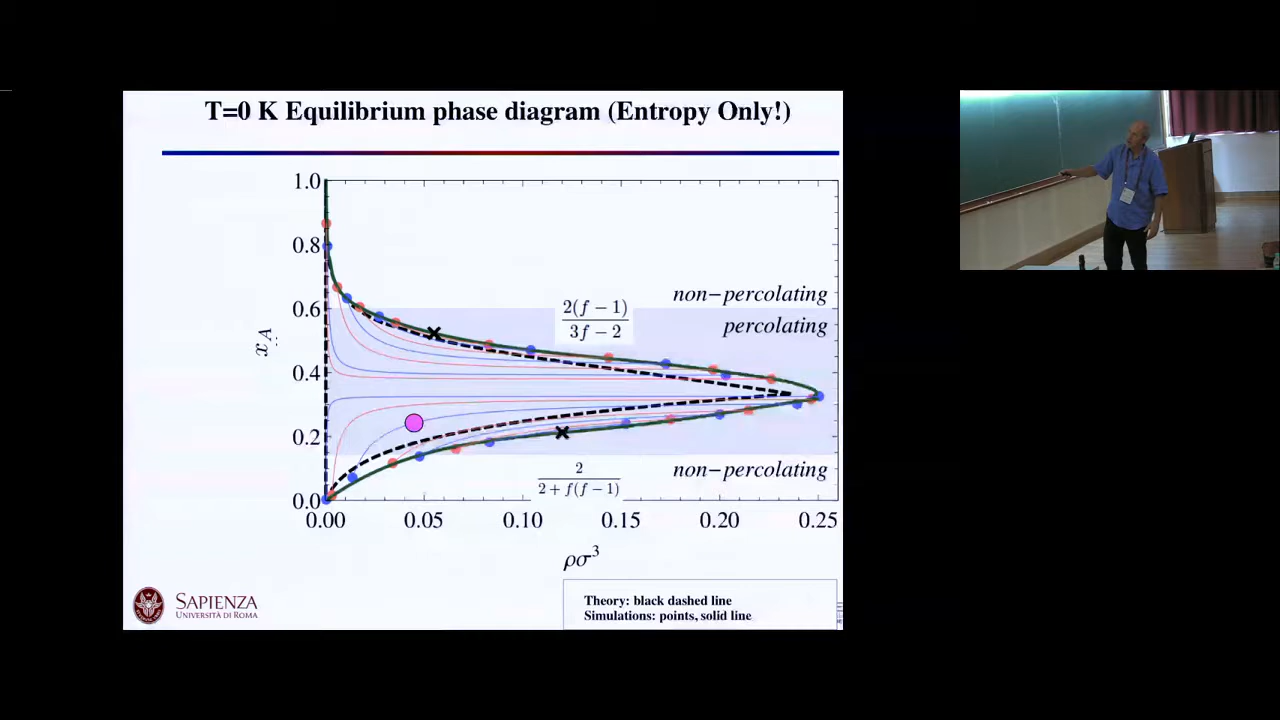 T=0 K Equilibrium phase diagram (Entropy Only!)
1.0
0.8
0.6
0.4
0.2
0.0
x_A
2(f − 1)
3f − 2
non−percolating
percolating
2
2 + f(f − 1)
non−percolating
0.00 0.05 0.10 0.15 0.20 0.25
ρσ³
SAPIENZA
UNIVERSITÀ DI ROMA
Theory: black dashed line
Simulations: points, solid line